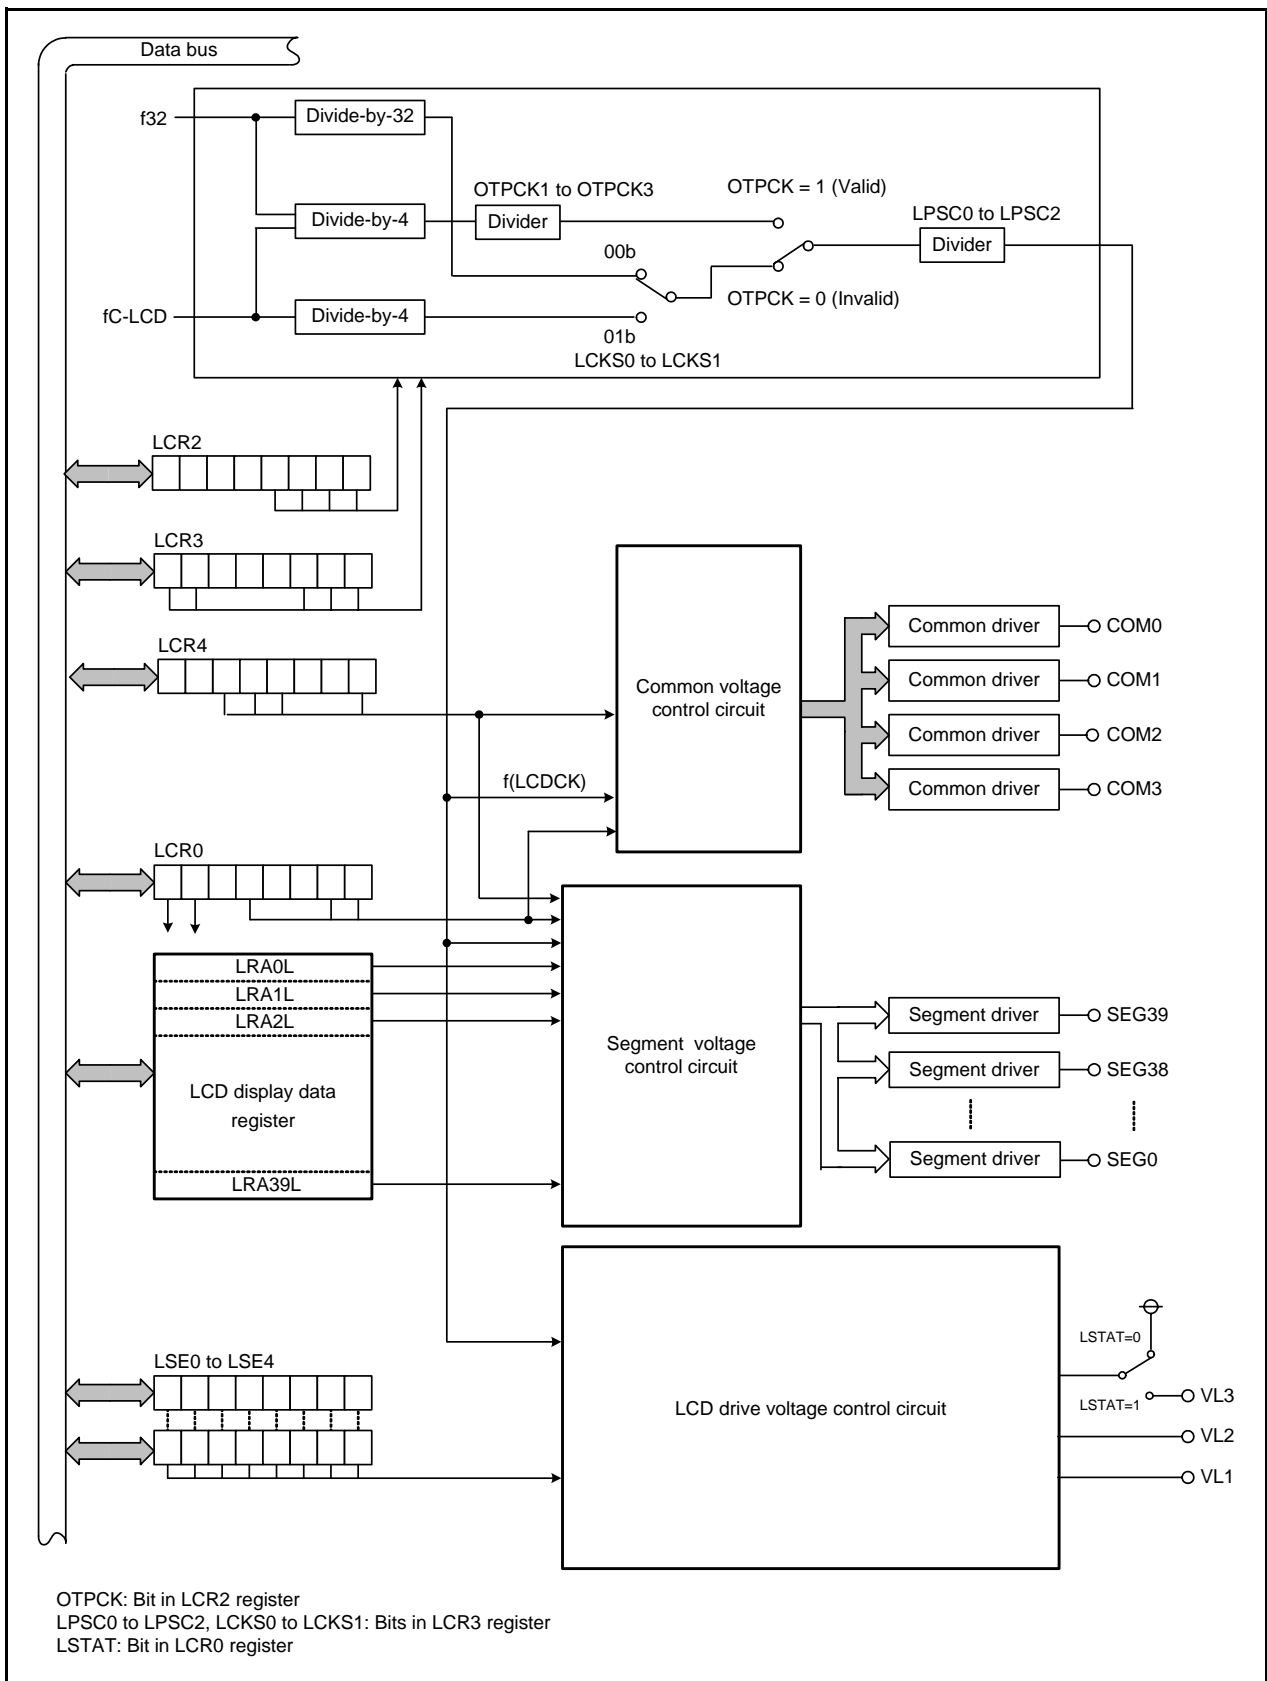 Data bus
f32
Divide-by-32
OTPCK1 to OTPCK3
OTPCK = 1 (Valid)
Divide-by-4
Divider
LPSC0 to LPSC2
Divider
00b
OTPCK = 0 (Invalid)
fC-LCD
Divide-by-4
01b
LCKS0 to LCKS1
LCR2
LCR3
LCR4
Common voltage
control circuit
Common driver
COM0
Common driver
COM1
Common driver
COM2
Common driver
COM3
f(LCDCK)
LCR0
LRA0L
LRA1L
LRA2L
LCD display data
register
LRA39L
Segment voltage
control circuit
Segment driver
SEG39
Segment driver
SEG38
Segment driver
SEG0
LSE0 to LSE4
LCD drive voltage control circuit
LSTAT=0
LSTAT=1
VL3
VL2
VL1
OTPCK: Bit in LCR2 register
LPSC0 to LPSC2, LCKS0 to LCKS1: Bits in LCR3 register
LSTAT: Bit in LCR0 register